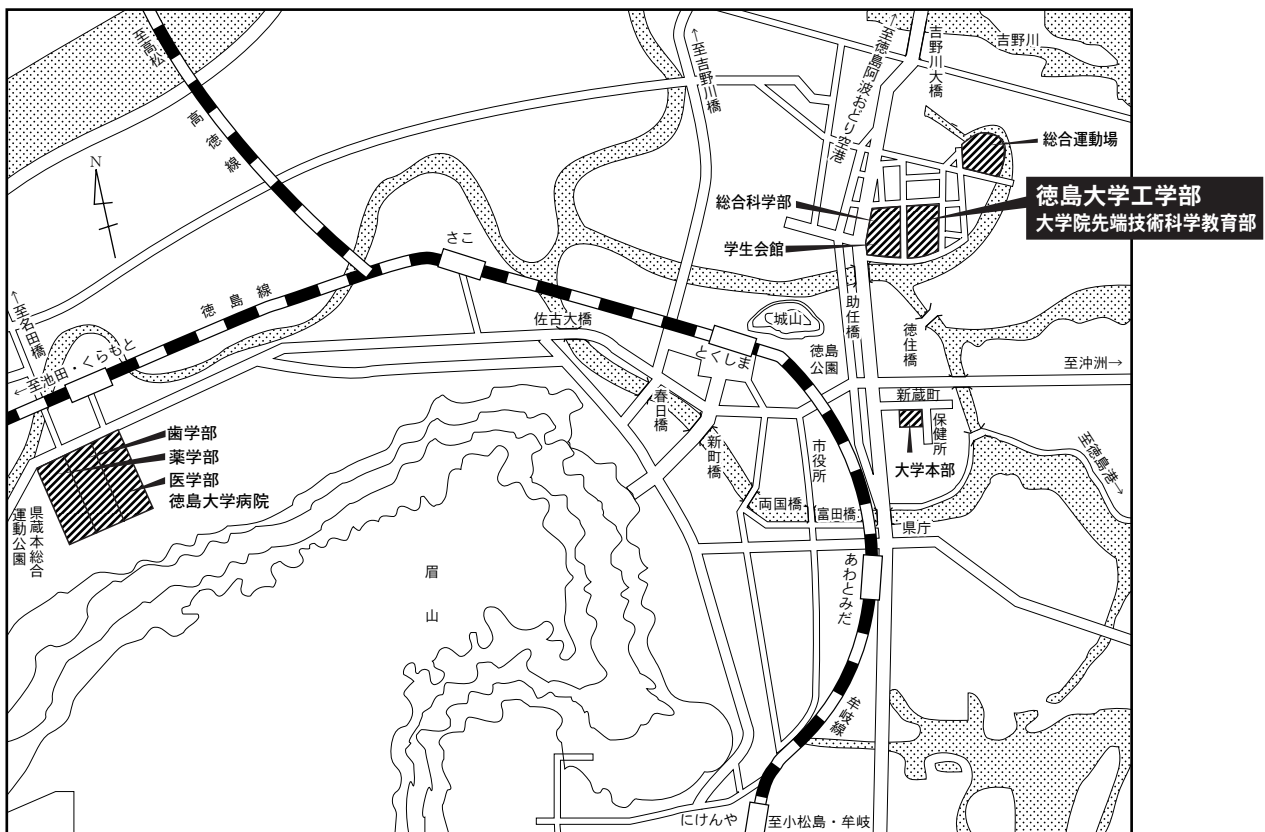 至高松
高徳線
N
↑至吉野川橋
↑至徳島阿波おどり空港
吉野川大橋
吉野川
総合運動場
徳島大学工学部
大学院先端技術科学教育部
総合科学部
学生会館
さこ
徳島線
↑至名田橋
←至池田・くらもと
佐古大橋
とくしま
城山
徳島
公園
助任橋
徳住橋
至沖洲→
新蔵町
保健所
大学本部
至徳島港→
春日橋
新町橋
市役所
両国橋
富田橋
県庁
歯学部
薬学部
医学部
徳島大学病院
県蔵本総合
運動公園
眉山
あわとみだ
牟岐線
にけんや
至小松島・牟岐